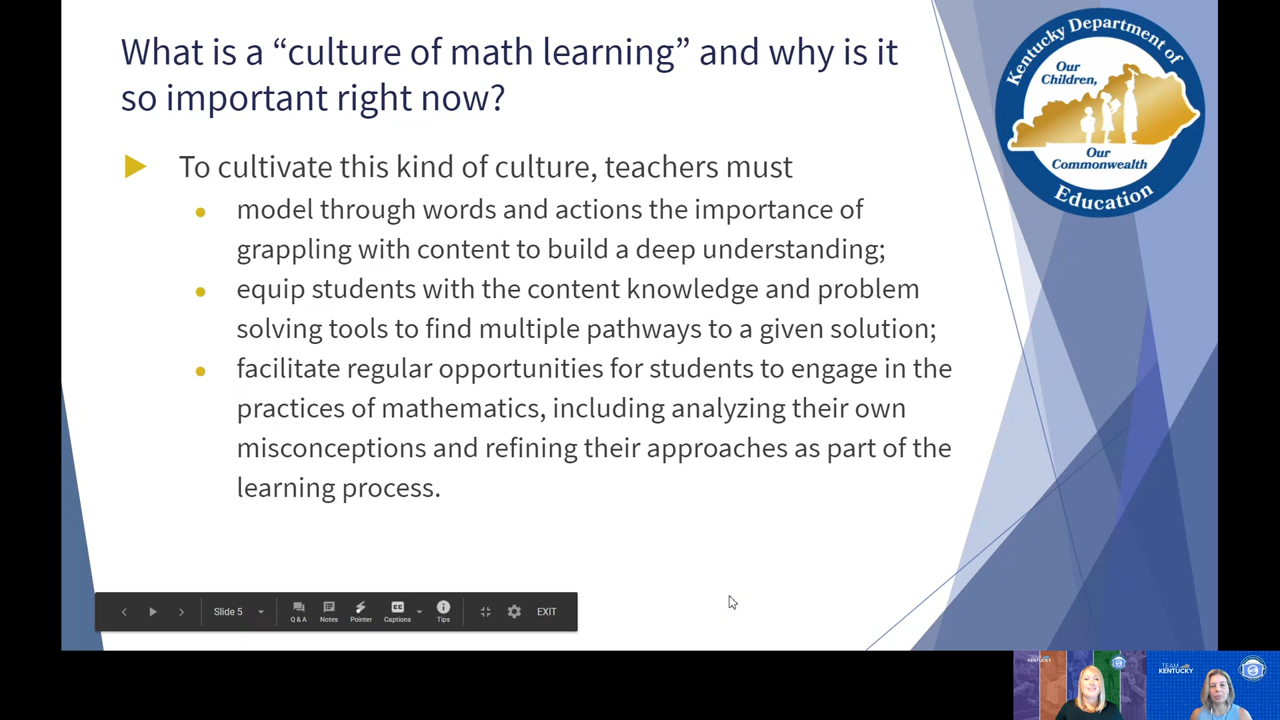 What is a “culture of math learning” and why is it
so important right now?
To cultivate this kind of culture, teachers must
model through words and actions the importance of
grappling with content to build a deep understanding;
equip students with the content knowledge and problem
solving tools to find multiple pathways to a given solution;
facilitate regular opportunities for students to engage in the
practices of mathematics, including analyzing their own
misconceptions and refining their approaches as part of the
learning process.
Kentucky Department of
Our
Children,
Our
Commonwealth
Education
Slide 5
Q & A
Notes
Pointer
CC
Captions
Tips
EXIT
TEAM
KENTUCKY
TEAM
KENTUCKY